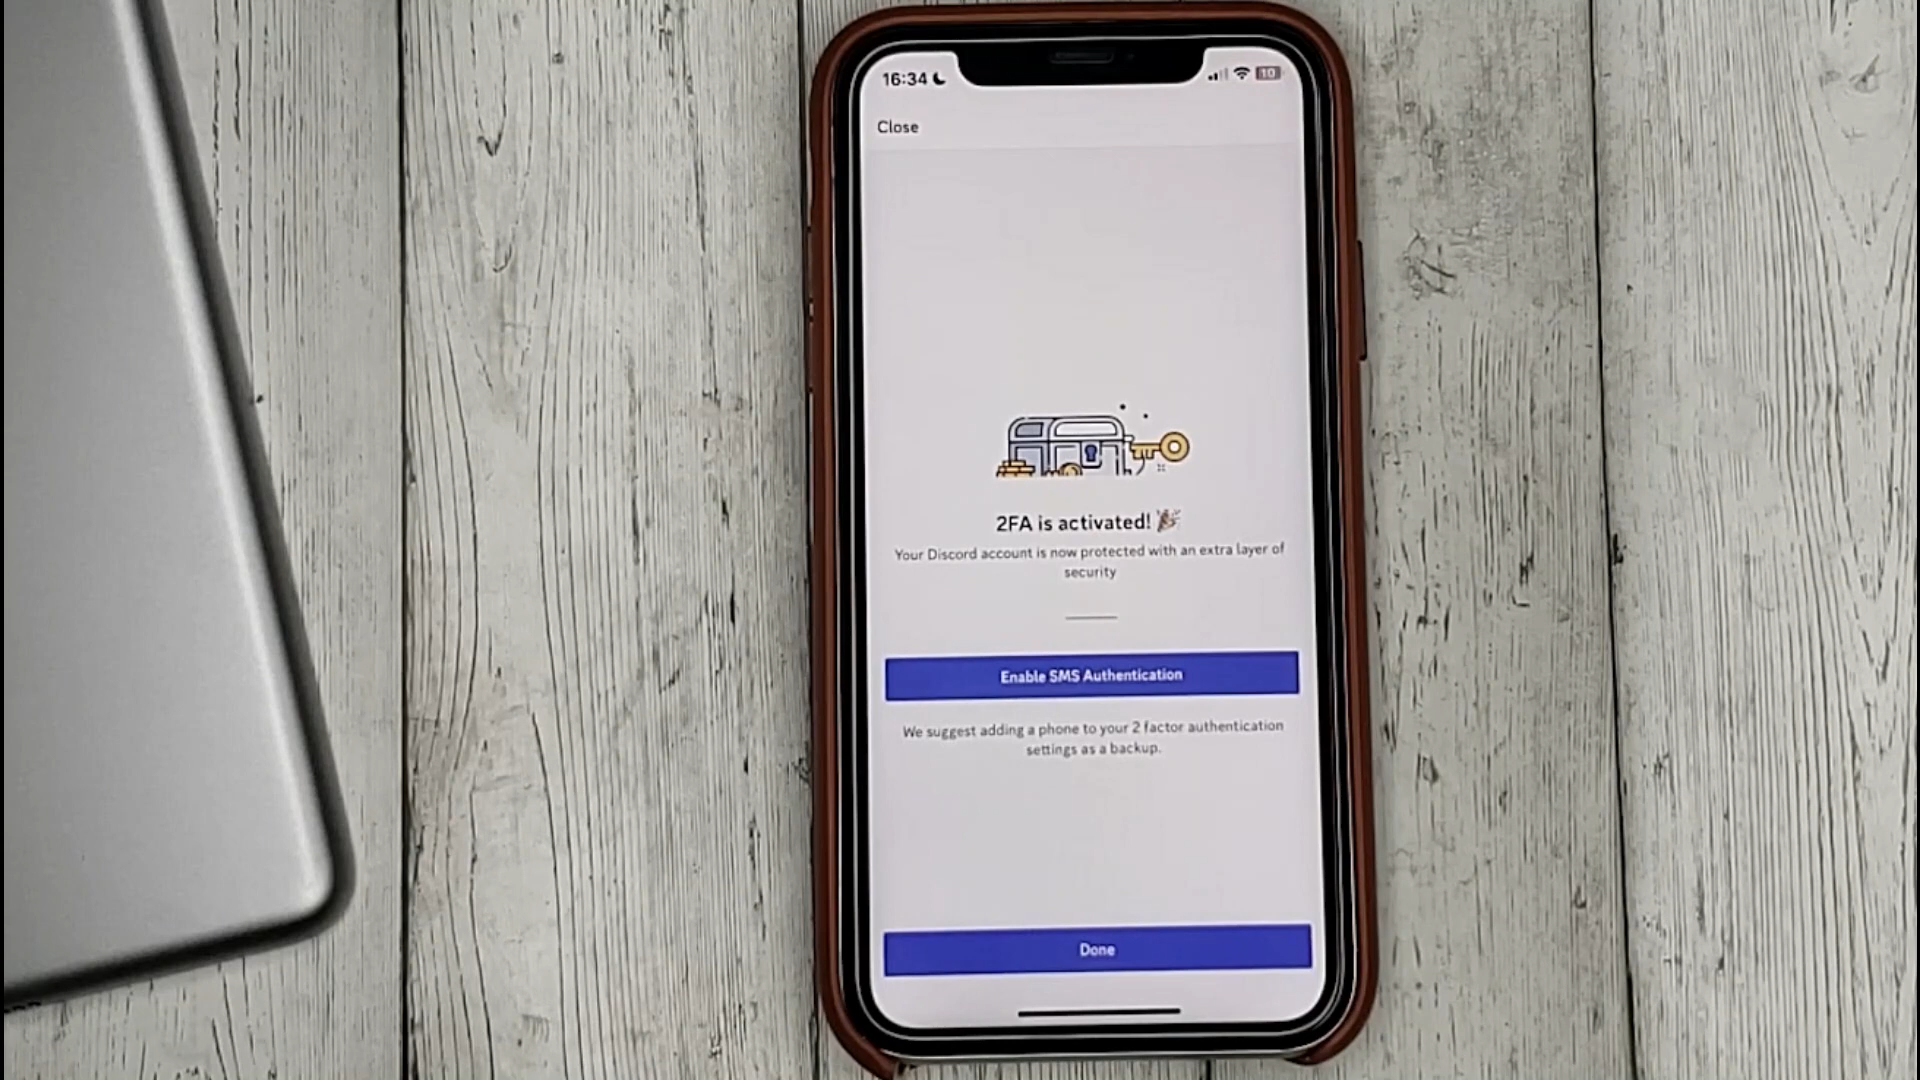 16:34
10
Close
2FA is activated! 🎉
Your Discord account is now protected with an extra layer of
security
Enable SMS Authentication
We suggest adding a phone to your 2 factor authentication
settings as a backup.
Done